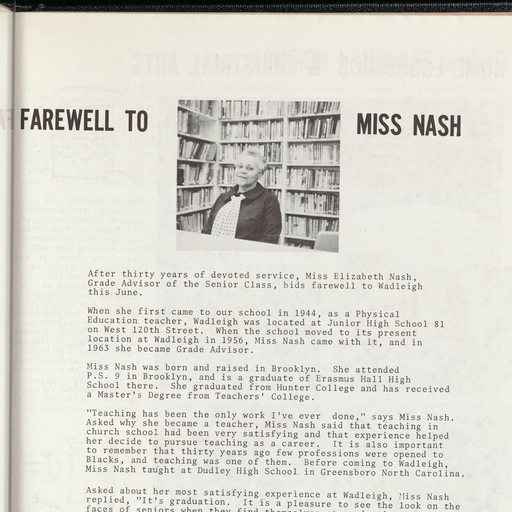 FAREWELL TO MISS NASH
After thirty years of devoted service, Miss Elizabeth Nash,
Grade Advisor of the Senior Class, bids farewell to Wadleigh
this June.
When she first came to our school in 1944, as a Physical
Education teacher, Wadleigh was located at Junior High School 81
on West 120th Street. When the school moved to its present
location at Wadleigh in 1956, Miss Nash came with it, and in
1963 she became Grade Advisor.
Miss Nash was born and raised in Brooklyn. She attended
P.S. 9 in Brooklyn, and is a graduate of Erasmus Hall High
School there. She graduated from Hunter College and has received
a Master's Degree from Teachers' College.
"Teaching has been the only work I've ever done," says Miss Nash.
Asked why she became a teacher, Miss Nash said that teaching in
church school had been very satisfying and that experience helped
her decide to pursue teaching as a career. It is also important
to remember that thirty years ago few professions were opened to
Blacks, and teaching was one of them. Before coming to Wadleigh,
Miss Nash taught at Dudley High School in Greensboro North Carolina.
Asked about her most satisfying experience at Wadleigh, Miss Nash
replied, "It's graduation. It is a pleasure to see the look on the
faces of seniors when they find